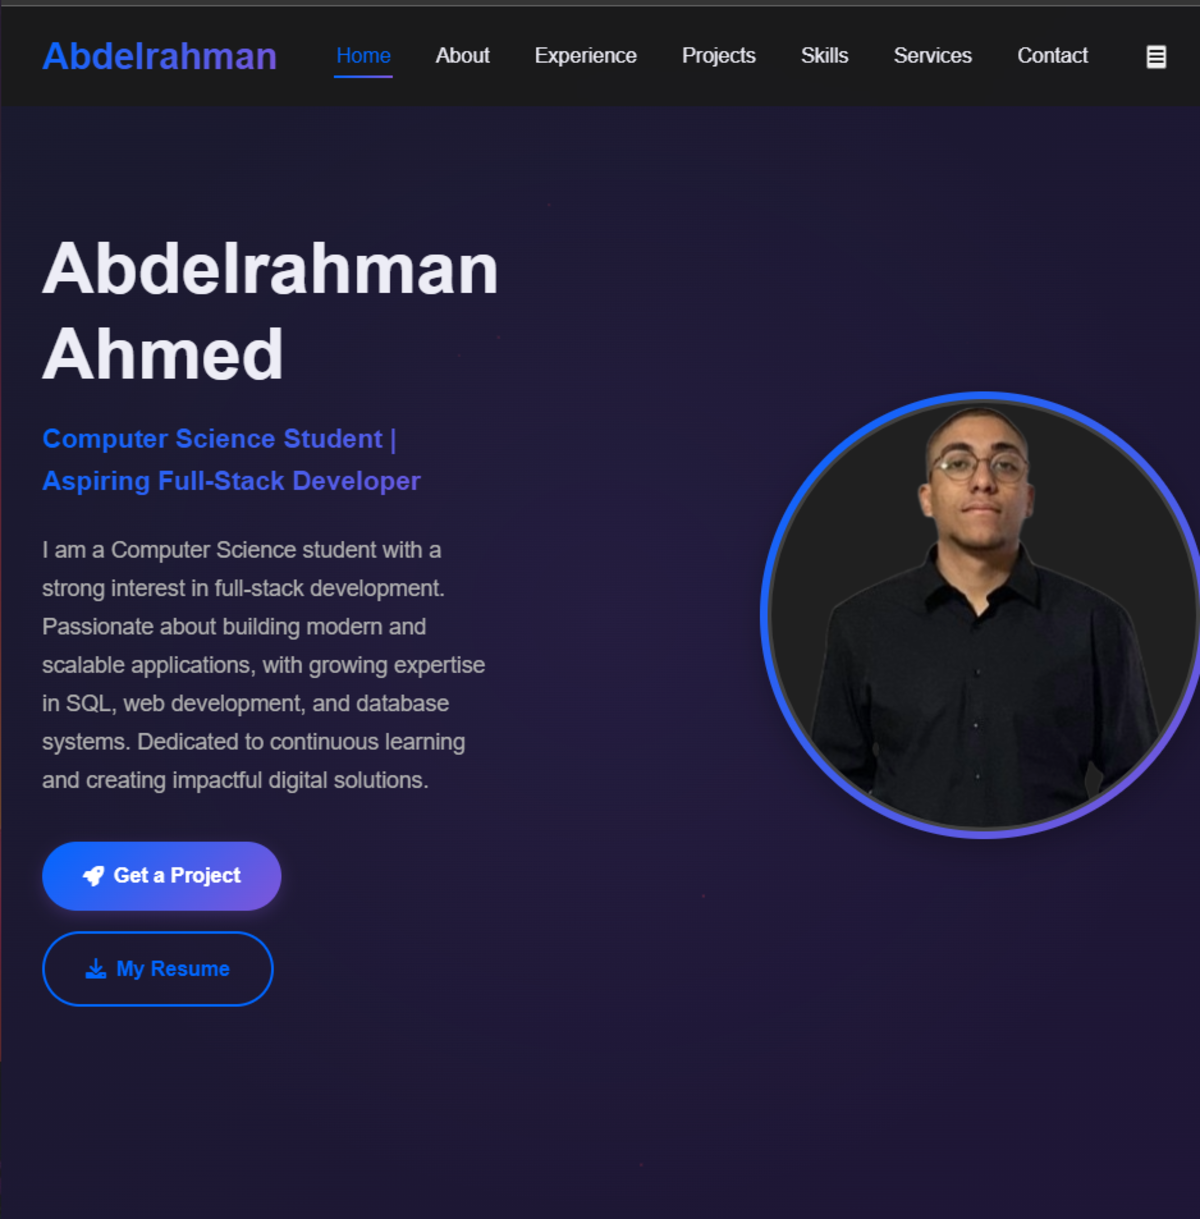 Abdelrahman Home About Experience Projects Skills Services Contact
Abdelrahman
Ahmed
Computer Science Student |
Aspiring Full-Stack Developer
I am a Computer Science student with a
strong interest in full-stack development.
Passionate about building modern and
scalable applications, with growing expertise
in SQL, web development, and database
systems. Dedicated to continuous learning
and creating impactful digital solutions.
Get a Project
My Resume